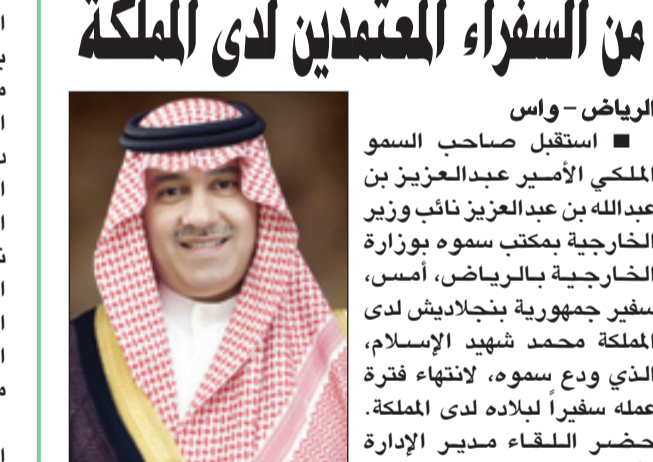 من السفراء المعتمدين لدى المملكة
الرياض – واس
■ استقبل صاحب السمو
الملكي الأمير عبدالعزيز بن
عبدالله بن عبدالعزيز نائب وزير
الخارجية بمكتب سموه بوزارة
الخارجية بالرياض، أمس،
سفير جمهورية بنجلاديش لدى
المملكة محمد شهيد الإسلام،
الذي ودع سموه، لانتهاء فترة
عمله سفيراً لبلاده لدى المملكة.
حضر اللقاء مدير الإدارة